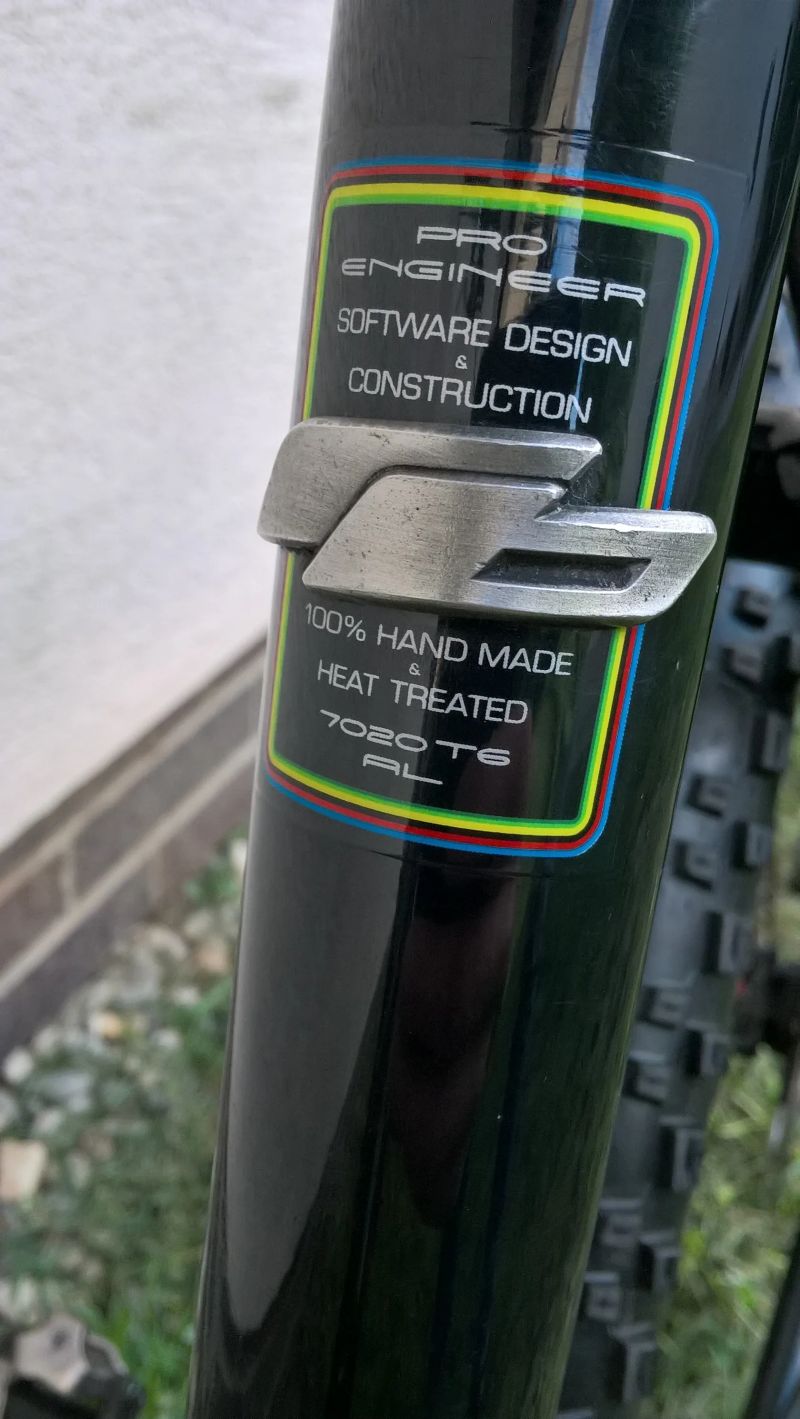 PRO
ENGINEER
SOFTWARE DESIGN
&
CONSTRUCTION
100% HAND MADE
&
HEAT TREATED
7020 T6
AL